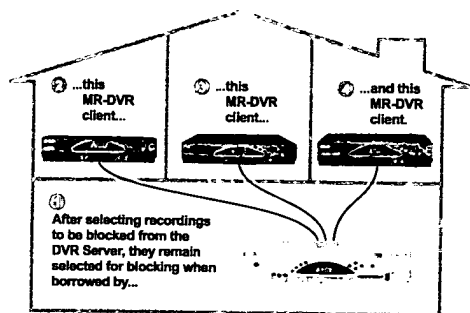 ② ...this
MR-DVR
client...
...this
MR-DVR
client...
...and this
MR-DVR
client.
After selecting recordings
to be blocked from the
DVR Server, they remain
selected for blocking when
borrowed by...